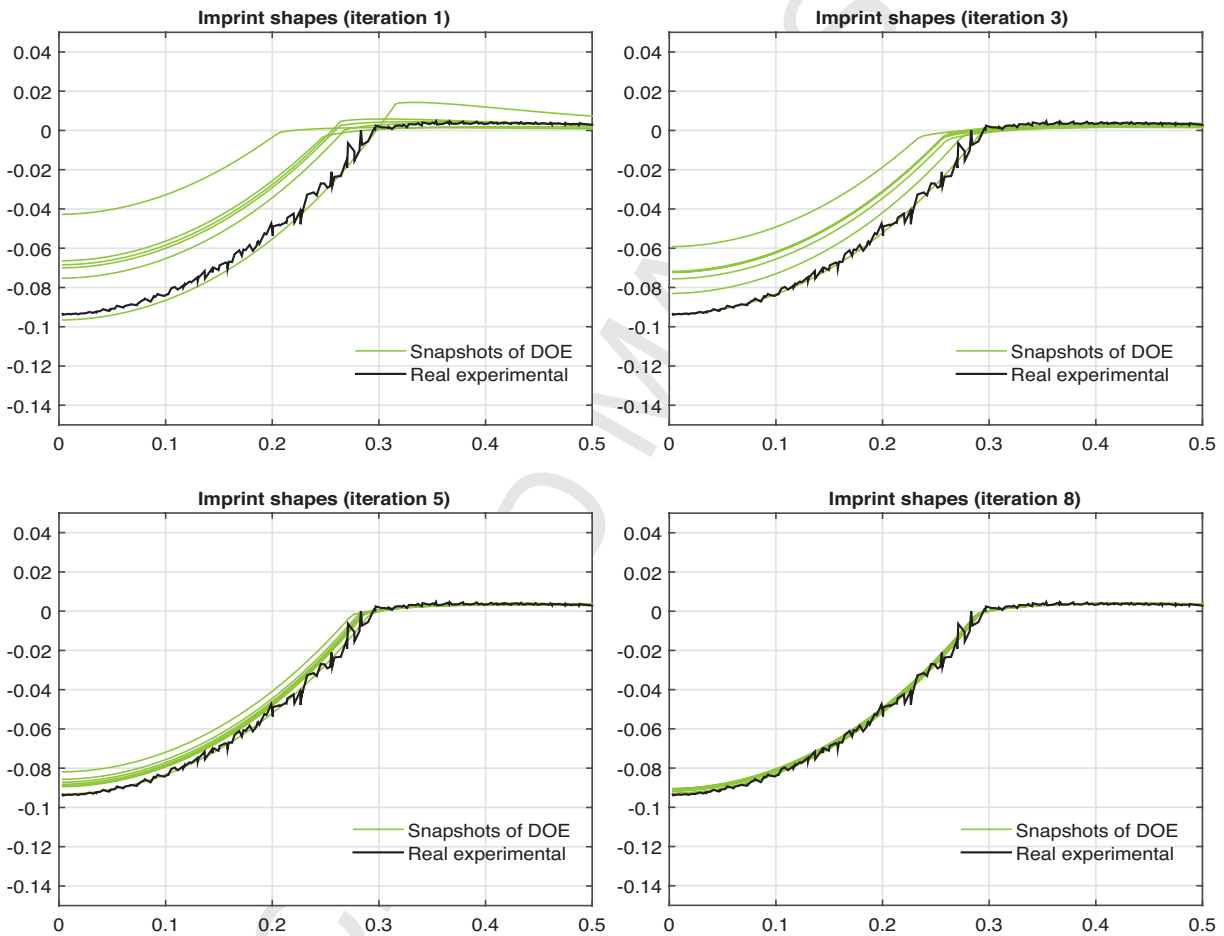 Imprint shapes (iteration 1)
0.04
0.02
0
-0.02
-0.04
-0.06
-0.08
-0.1
-0.12
-0.14
Snapshots of DOE
Real experimental
0 0.1 0.2 0.3 0.4 0.5
Imprint shapes (iteration 3)
0.04
0.02
0
-0.02
-0.04
-0.06
-0.08
-0.1
-0.12
-0.14
Snapshots of DOE
Real experimental
0 0.1 0.2 0.3 0.4 0.5
Imprint shapes (iteration 5)
0.04
0.02
0
-0.02
-0.04
-0.06
-0.08
-0.1
-0.12
-0.14
Snapshots of DOE
Real experimental
0 0.1 0.2 0.3 0.4 0.5
Imprint shapes (iteration 8)
0.04
0.02
0
-0.02
-0.04
-0.06
-0.08
-0.1
-0.12
-0.14
Snapshots of DOE
Real experimental
0 0.1 0.2 0.3 0.4 0.5